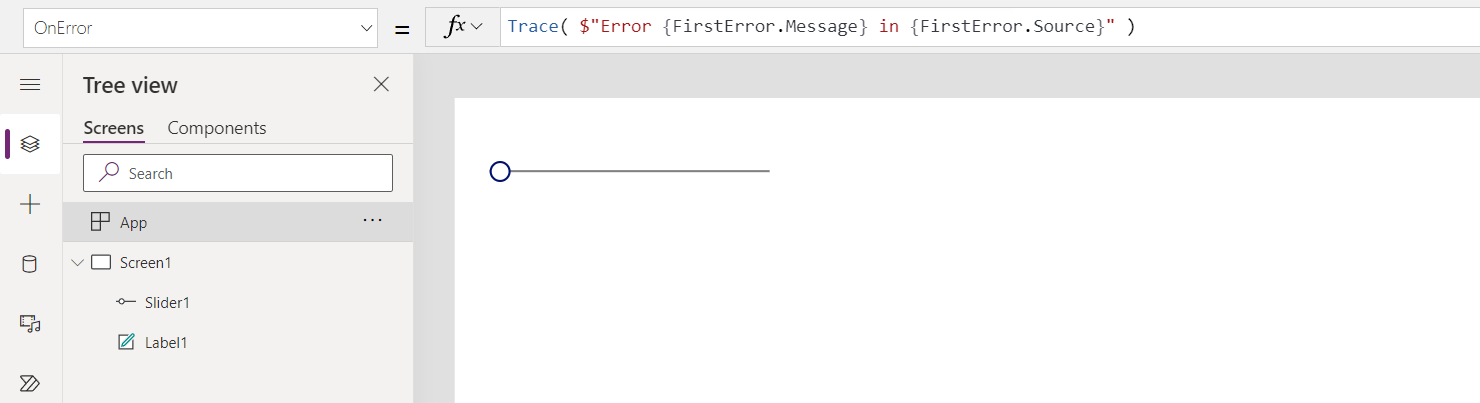 OnError = fx Trace( $"Error {FirstError.Message} in {FirstError.Source}" )
Tree view
Screens Components
Search
App ...
Screen1
Slider1
Label1